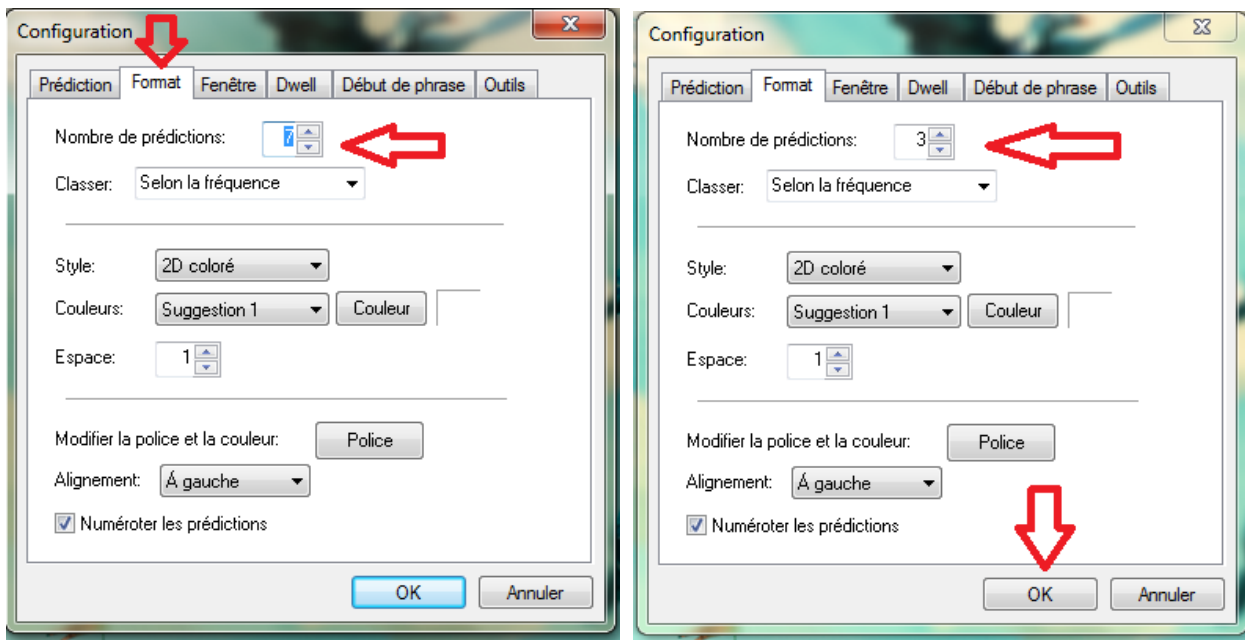 Configuration
Prédiction Format Fenêtre Dwell Début de phrase Outils
Nombre de prédictions: 7
Classer: Selon la fréquence
Style: 2D coloré
Couleurs: Suggestion 1 Couleur
Espace: 1
Modifier la police et la couleur: Police
Alignement: Á gauche
Numéroter les prédictions
OK Annuler
Configuration
Prédiction Format Fenêtre Dwell Début de phrase Outils
Nombre de prédictions: 3
Classer: Selon la fréquence
Style: 2D coloré
Couleurs: Suggestion 1 Couleur
Espace: 1
Modifier la police et la couleur: Police
Alignement: Á gauche
Numéroter les prédictions
OK Annuler